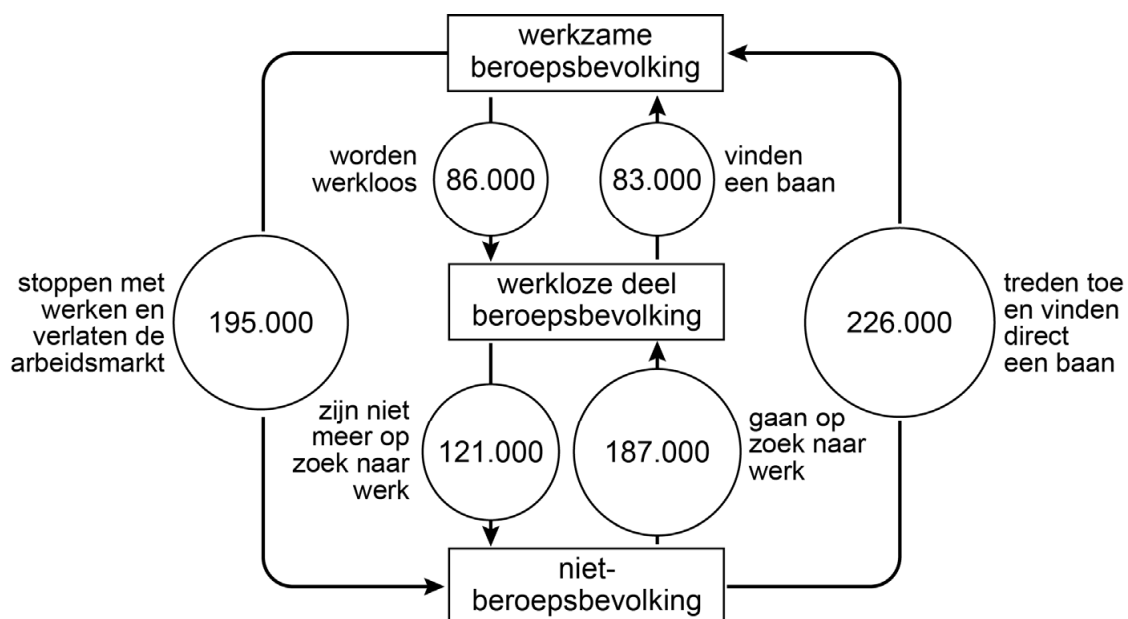 werkzame
beroepsbevolking
worden
werkloos
86.000
83.000
vinden
een baan
werkloze deel
beroepsbevolking
stoppen met
werken en
verlaten de
arbeidsmarkt
195.000
226.000
treden toe
en vinden
direct
een baan
zijn niet
meer op
zoek naar
werk
121.000
187.000
gaan op
zoek naar
werk
niet-
beroepsbevolking